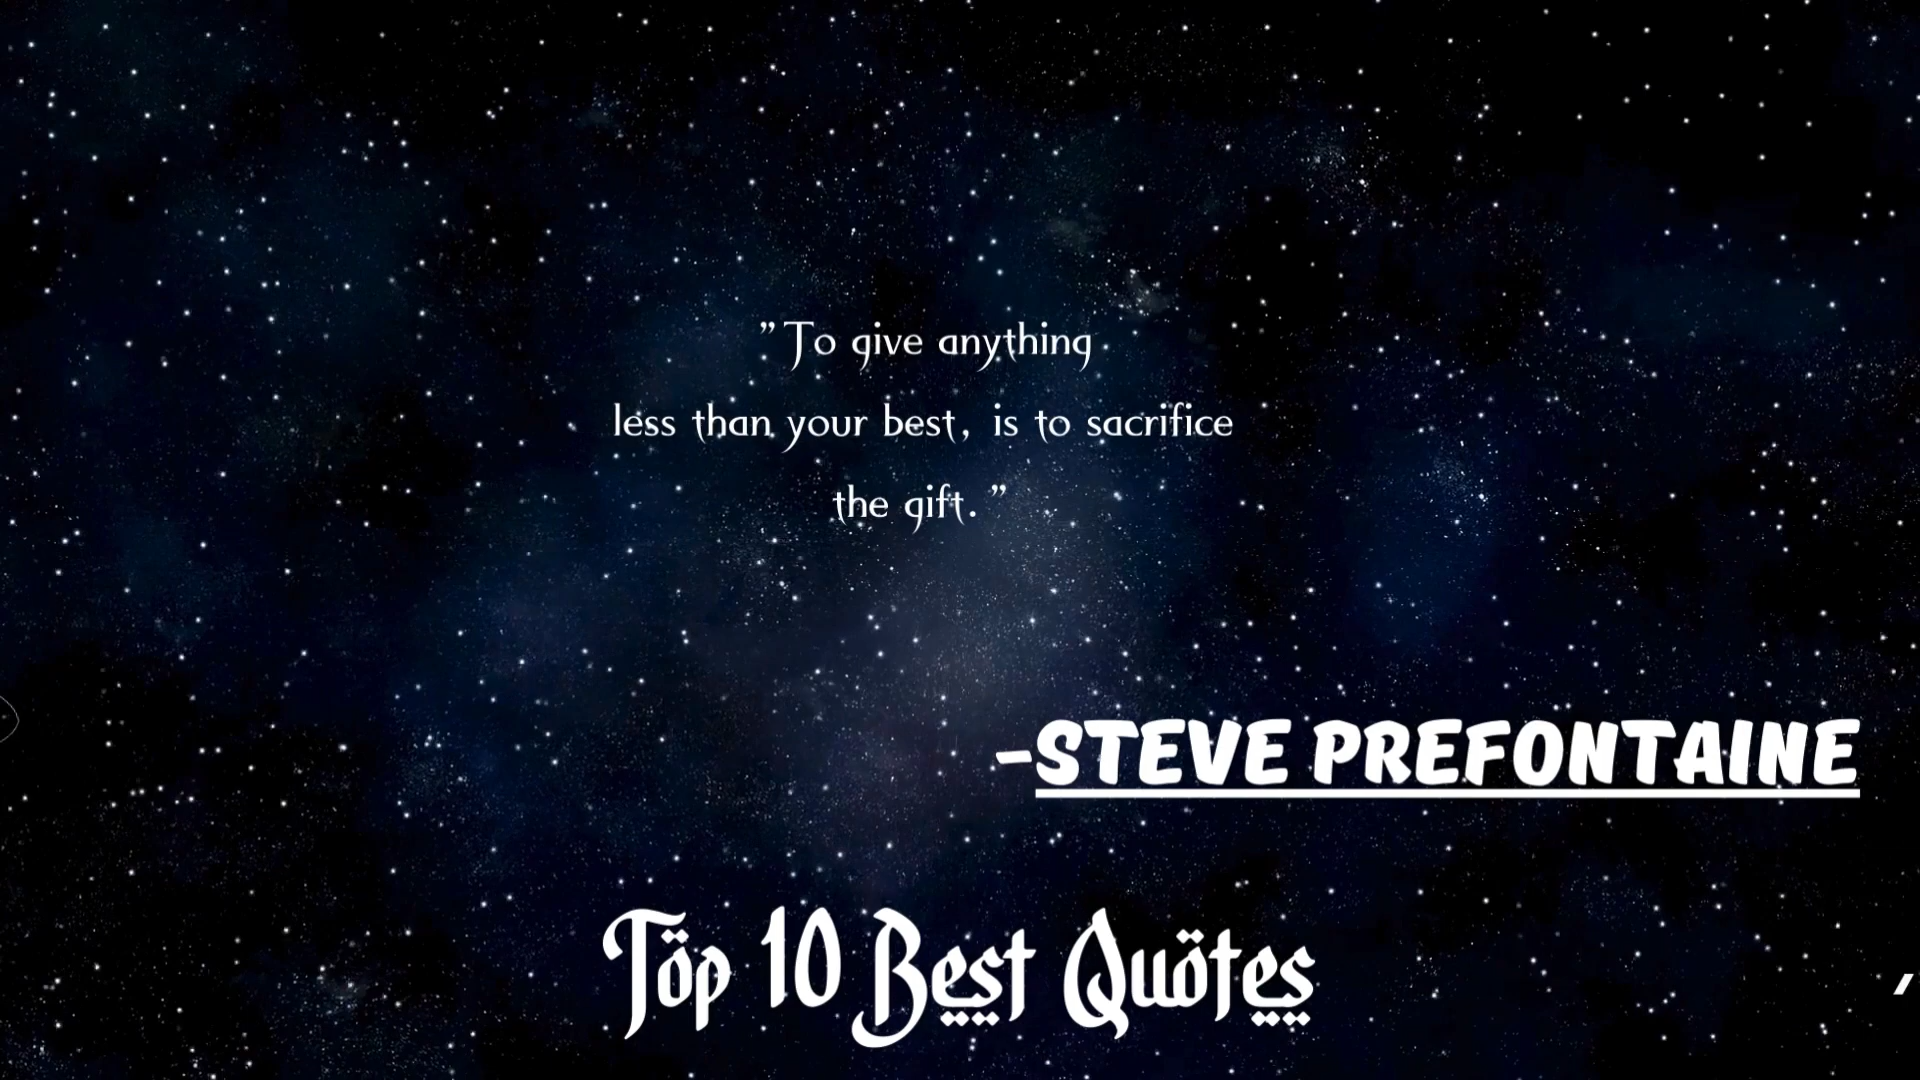 "To give anything
less than your best, is to sacrifice
the gift."
-STEVE PREFONTAINE
Top 10 Best Quotes